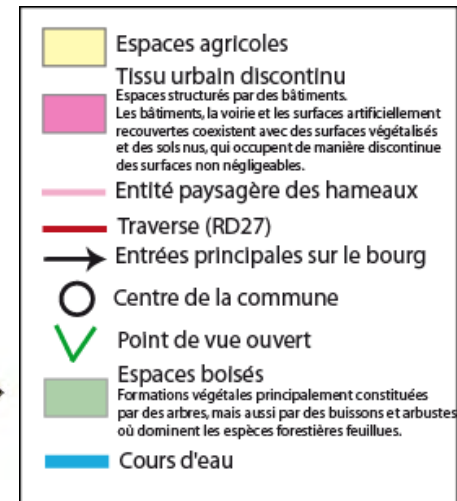 Espaces agricoles
Tissu urbain discontinu
Espaces structurés par des bâtiments.
Les bâtiments, la voirie et les surfaces artificiellement
recouvertes coexistent avec des surfaces végétalisés
et des sols nus, qui occupent de manière discontinue
des surfaces non négligeables.
Entité paysagère des hameaux
Traverse (RD27)
Entrées principales sur le bourg
Centre de la commune
Point de vue ouvert
Espaces boisés
Formations végétales principalement constituées
par des arbres, mais aussi par des buissons et arbustes
où dominent les espèces forestières feuillues.
Cours d'eau